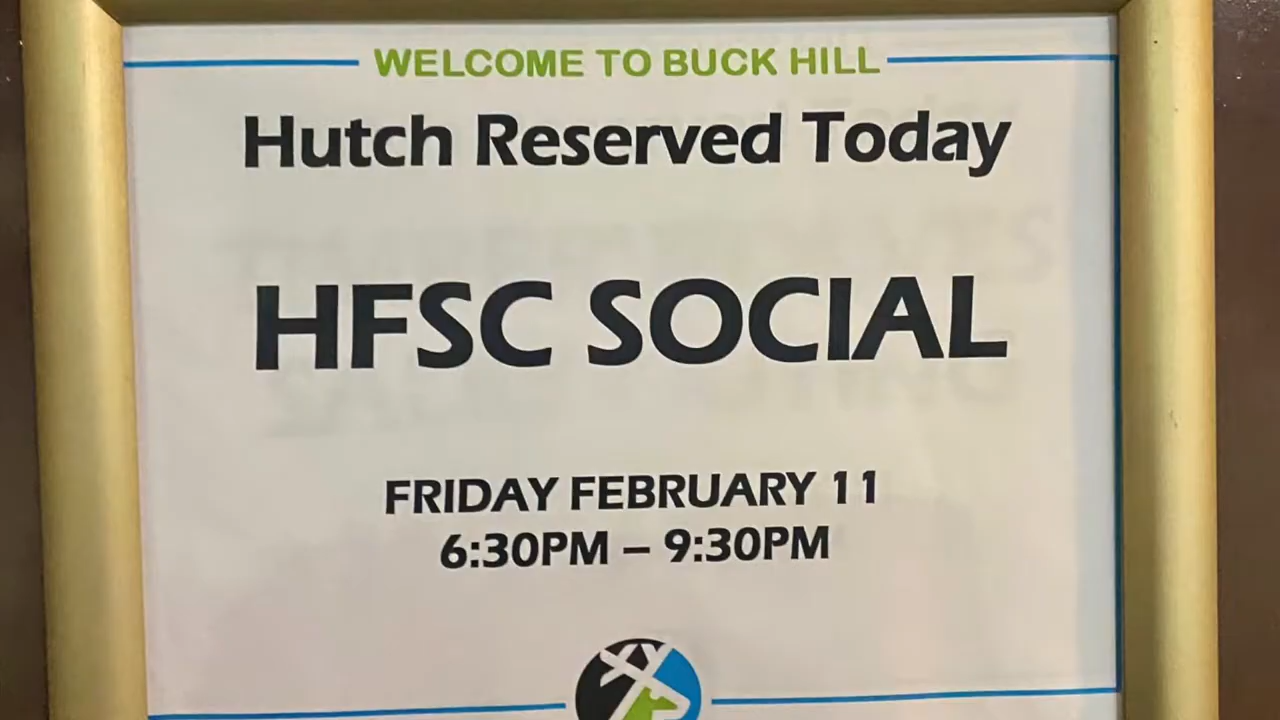 WELCOME TO BUCK HILL
Hutch Reserved Today
HFSC SOCIAL
FRIDAY FEBRUARY 11
6:30PM – 9:30PM